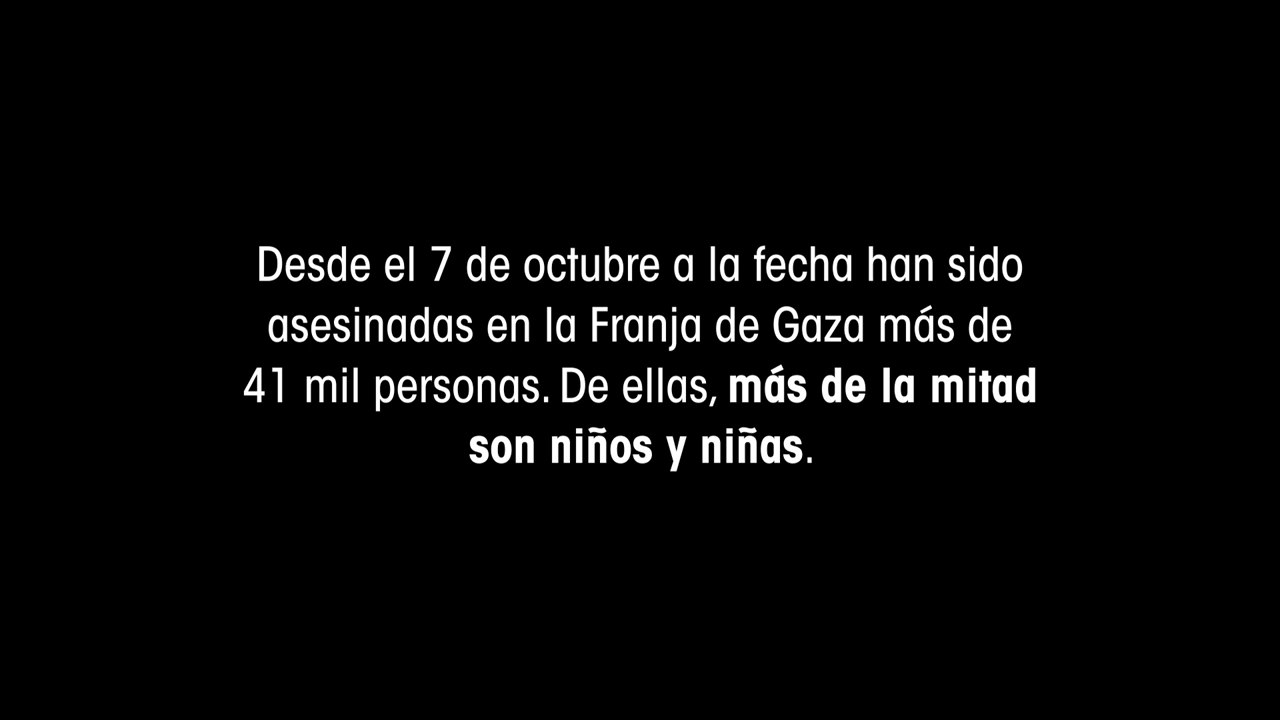 Desde el 7 de octubre a la fecha han sido
asesinadas en la Franja de Gaza más de
41 mil personas. De ellas, más de la mitad
son niños y niñas.